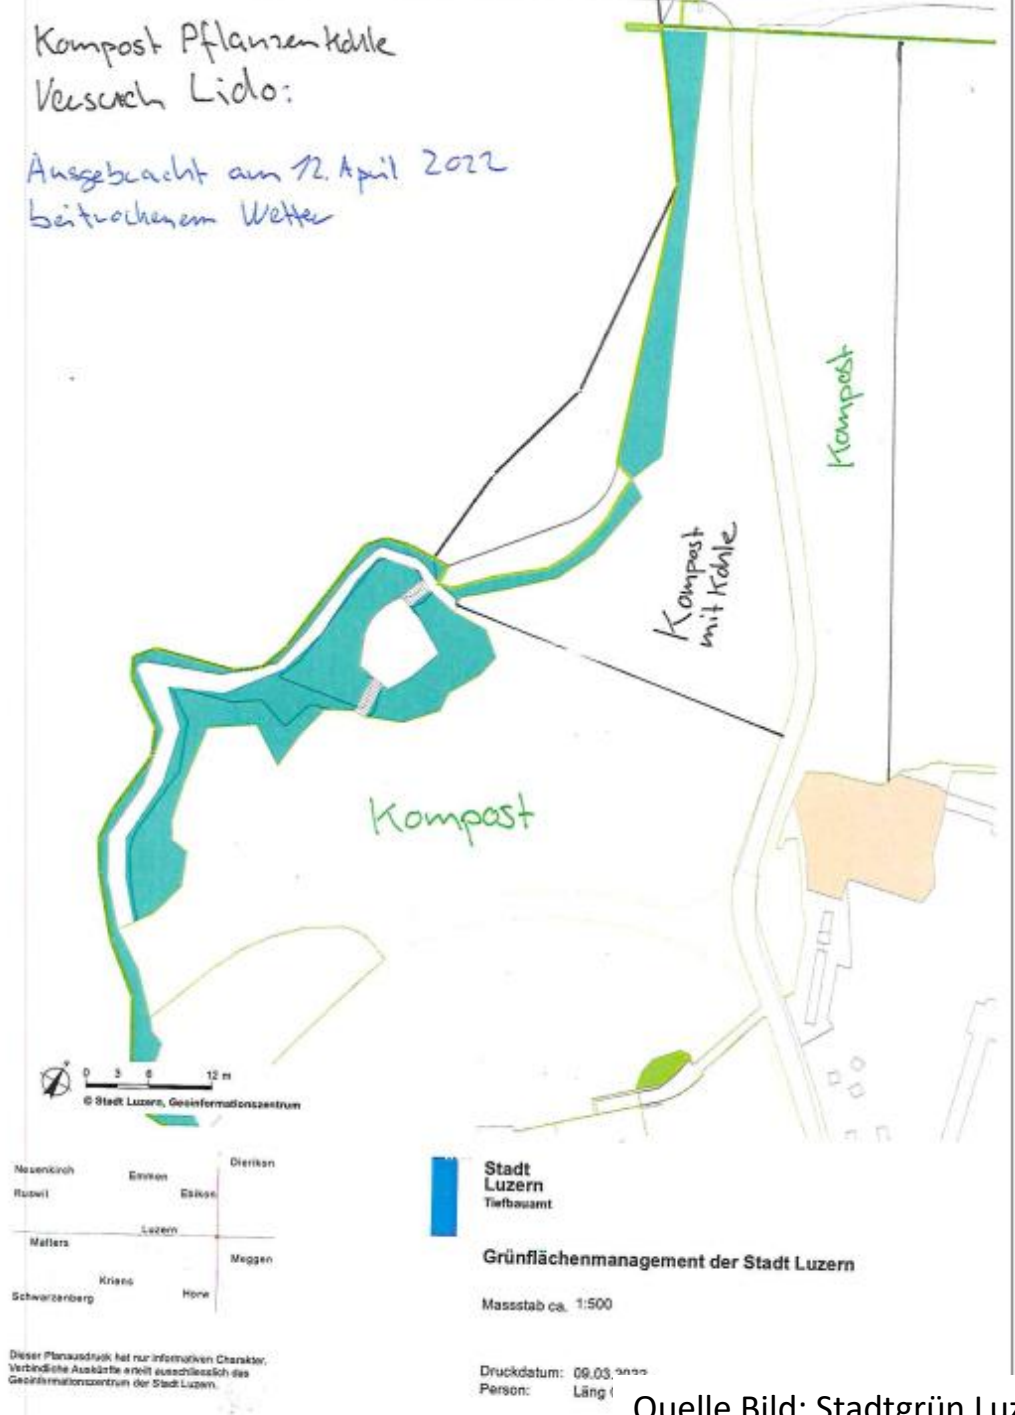 Kompost Pflanzenkohle
Versuch Lido:
Ausgebracht am 12. April 2022
bei trockenem Wetter
Kompost
Kompost
mit Kohle
Kompost
0 3 6 12 m
© Stadt Luzern, Geoinformationszentrum
Neuenkirch
Emmen
Dierikon
Ruswil
Ebikon
Luzern
Malters
Meggen
Kriens
Schwarzenberg
Horw
Stadt
Luzern
Tiefbauamt
Grünflächenmanagement der Stadt Luzern
Massstab ca. 1:500
Dieser Planausdruck hat nur informativen Charakter.
Verbindliche Auskünfte erteilt ausschliesslich das
Geoinformationszentrum der Stadt Luzern.
Druckdatum: 09.03.2022
Person: Läng
Quelle Bild: Stadtgrün Luz